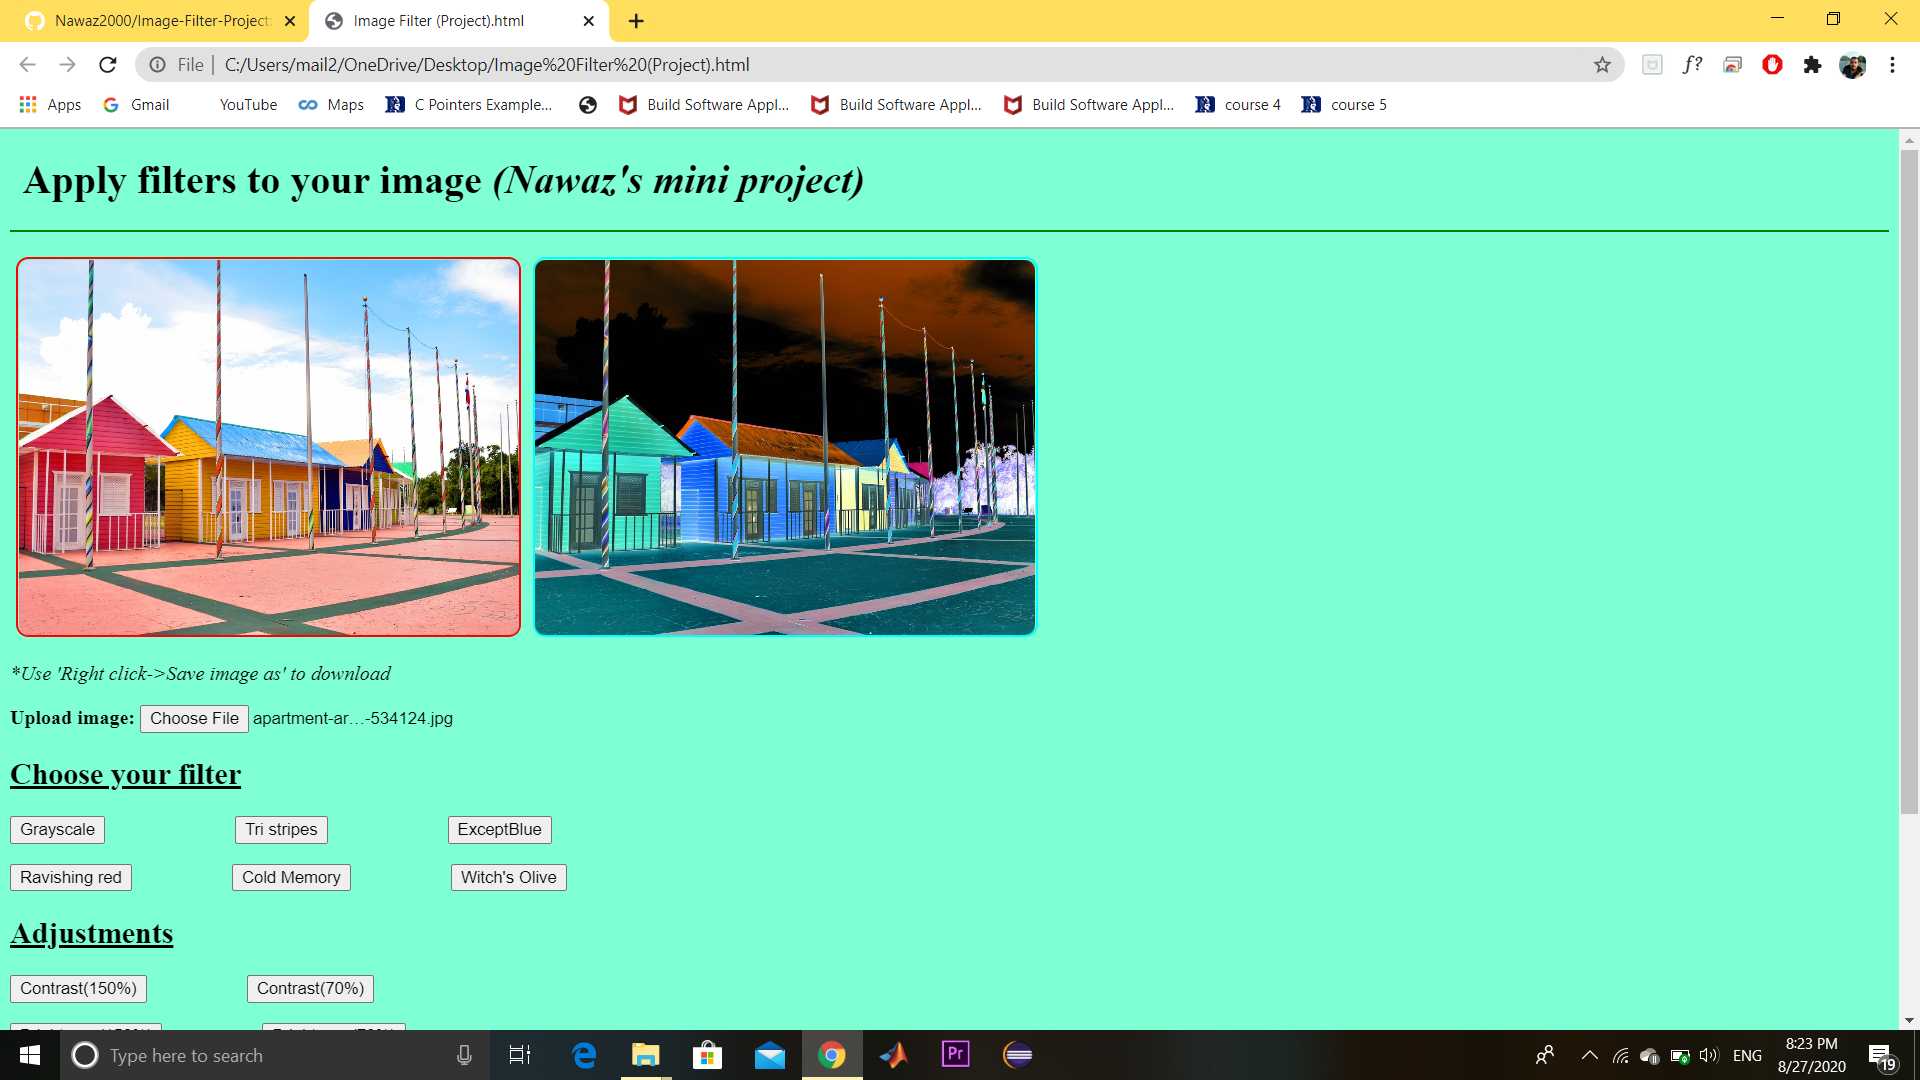 Nawaz2000/Image-Filter-Project:
Image Filter (Project).html
File | C:/Users/mail2/OneDrive/Desktop/Image%20Filter%20(Project).html
f?
Apps Gmail YouTube Maps C Pointers Example... Build Software Appl... Build Software Appl... Build Software Appl... course 4 course 5
Apply filters to your image (Nawaz's mini project)
*Use 'Right click->Save image as' to download
Upload image: Choose File apartment-ar...-534124.jpg
Choose your filter
Grayscale Tri stripes ExceptBlue
Ravishing red Cold Memory Witch's Olive
Adjustments
Contrast(150%) Contrast(70%)
Type here to search
Pr
ENG
8:23 PM
8/27/2020
19